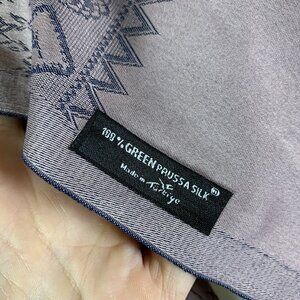 100 % GREEN PRUSSA SILK ®
Made in Türkiye